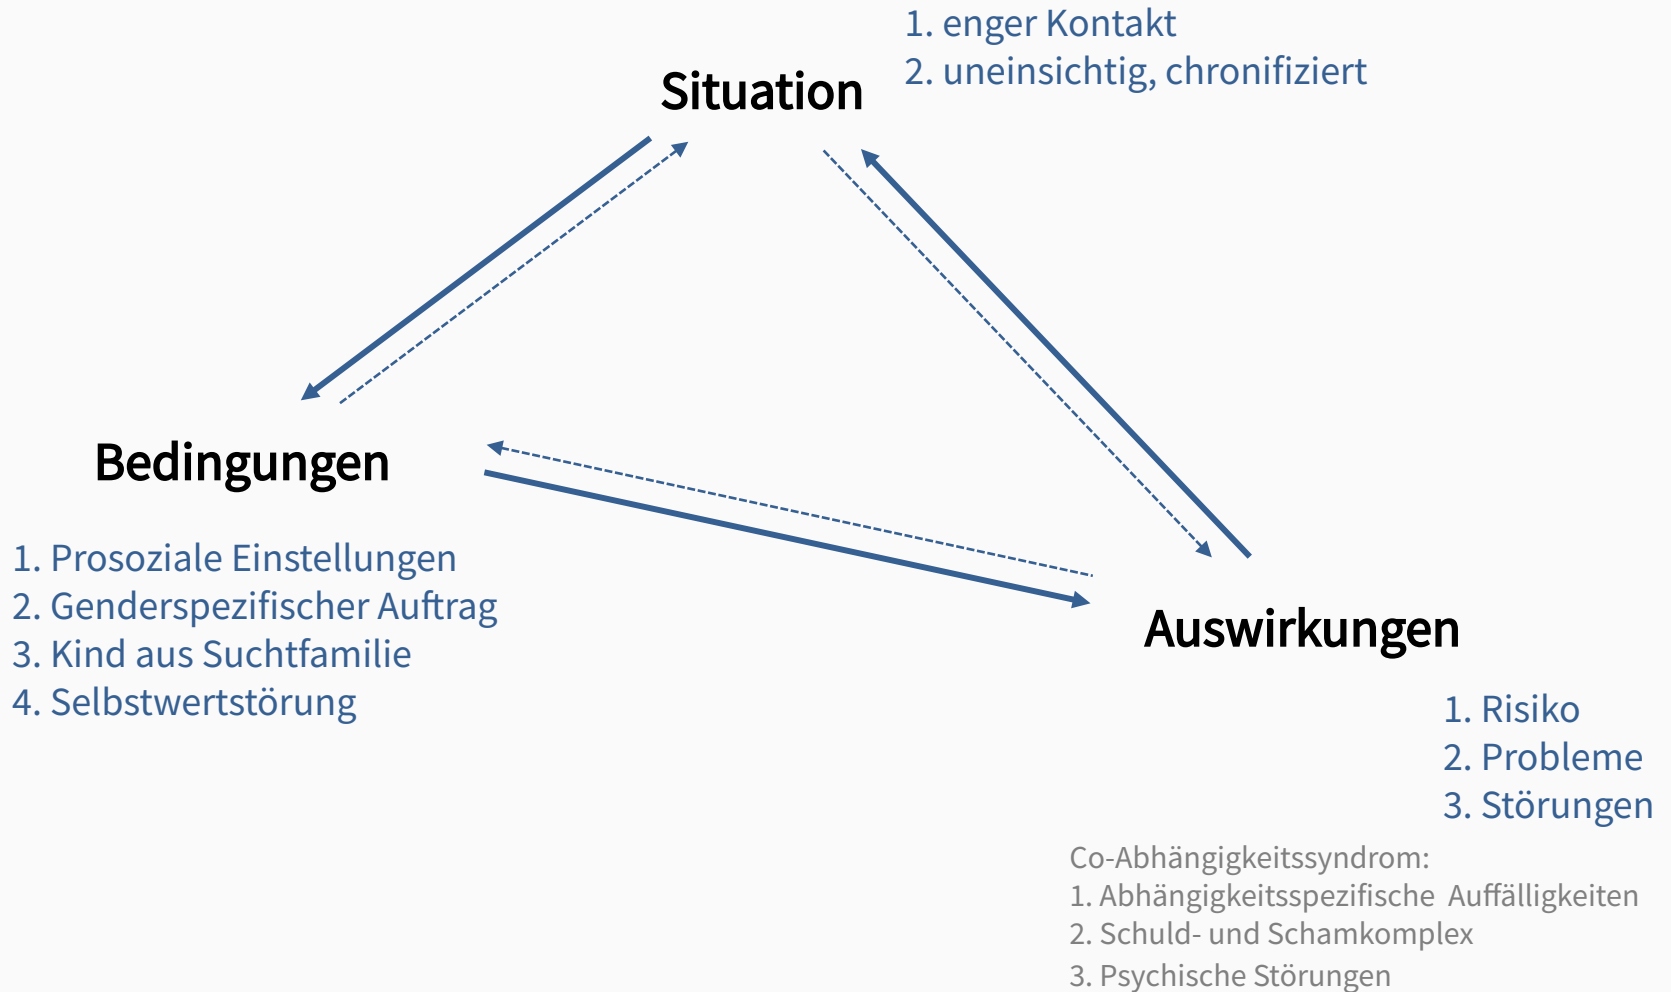 1. enger Kontakt
2. uneinsichtig, chronifiziert
Situation
Bedingungen
1. Prosoziale Einstellungen
2. Genderspezifischer Auftrag
3. Kind aus Suchtfamilie
4. Selbstwertstörung
Auswirkungen
1. Risiko
2. Probleme
3. Störungen
Co-Abhängigkeitssyndrom:
1. Abhängigkeitsspezifische Auffälligkeiten
2. Schuld- und Schamkomplex
3. Psychische Störungen